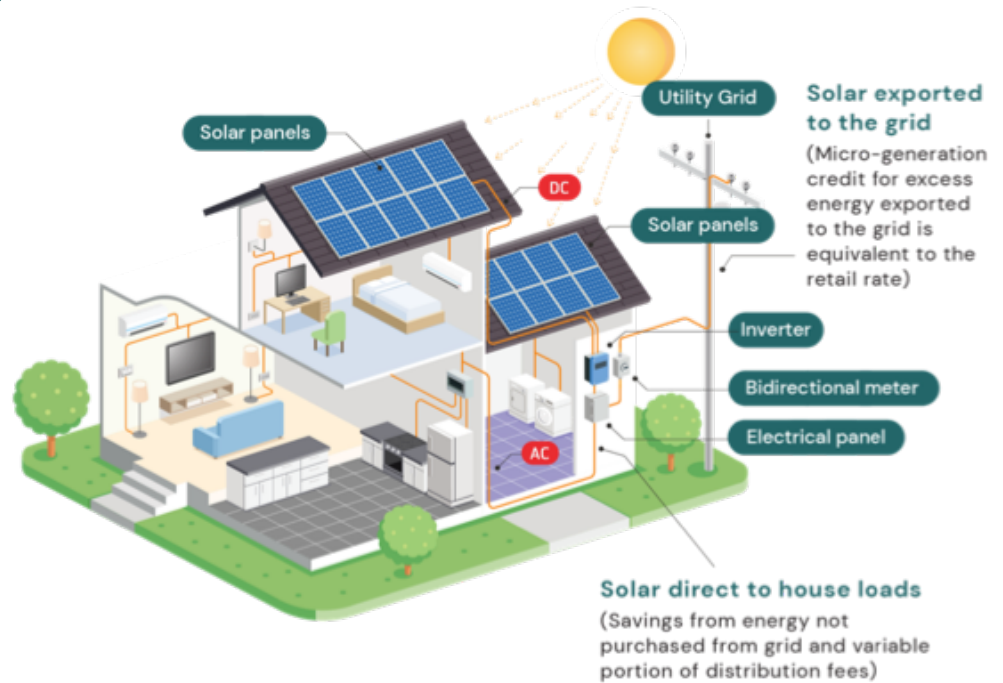 Utility Grid
Solar exported
to the grid
(Micro-generation
credit for excess
energy exported
to the grid is
equivalent to the
retail rate)
Solar panels
DC
Solar panels
Inverter
Bidirectional meter
Electrical panel
AC
Solar direct to house loads
(Savings from energy not
purchased from grid and variable
portion of distribution fees)